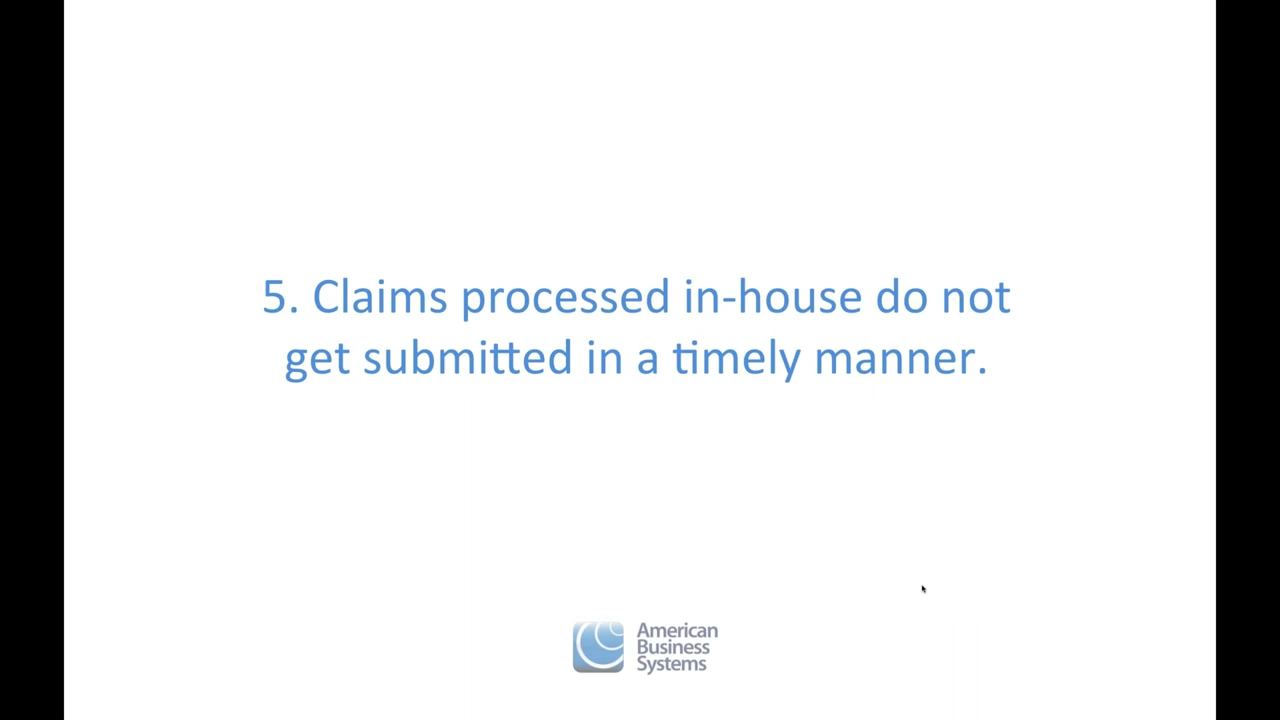 5. Claims processed in-house do not
get submitted in a timely manner.
American
Business
Systems